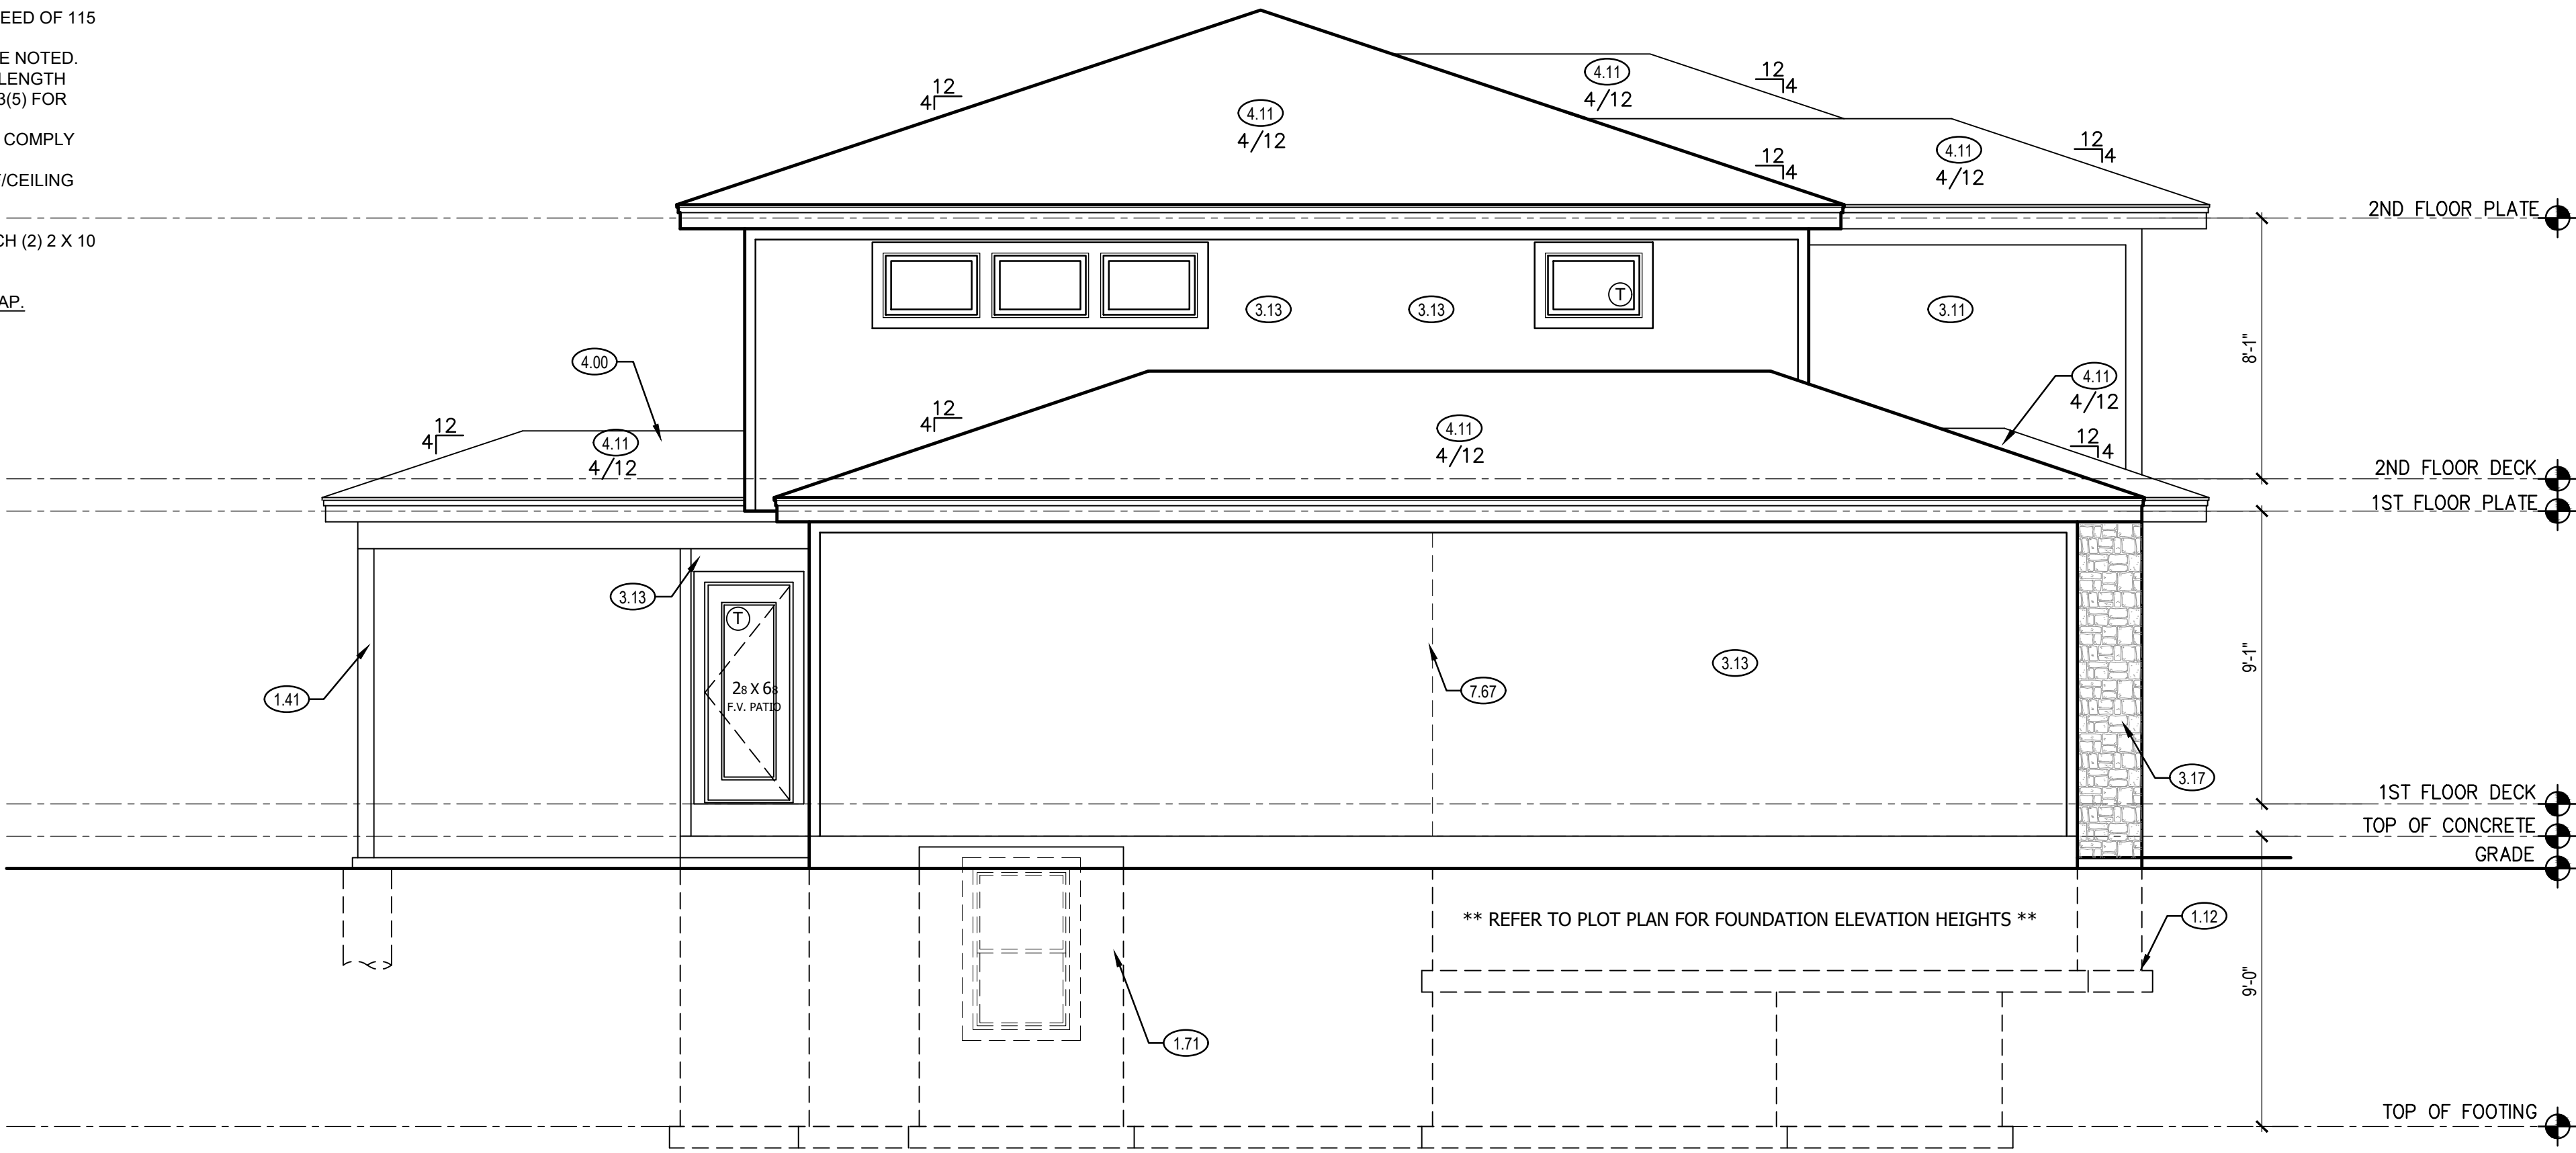 EED OF 115
E NOTED.
LENGTH
3(5) FOR
COMPLY
/CEILING
CH (2) 2 X 10
AP.
12
4
4.11
4/12
4.11
4/12
12
4
12
4
4.11
4/12
12
4
2ND FLOOR PLATE
3.13
3.13
T
3.11
8'-1"
4.00
12
4
4.11
4/12
12
4
4.11
4/12
4.11
4/12
12
4
2ND FLOOR DECK
1ST FLOOR PLATE
3.13
T
28 X 68
F.V. PATIO
1.41
7.67
3.13
9'-1"
3.17
1ST FLOOR DECK
TOP OF CONCRETE
GRADE
** REFER TO PLOT PLAN FOR FOUNDATION ELEVATION HEIGHTS **
1.12
9'-0"
1.71
TOP OF FOOTING